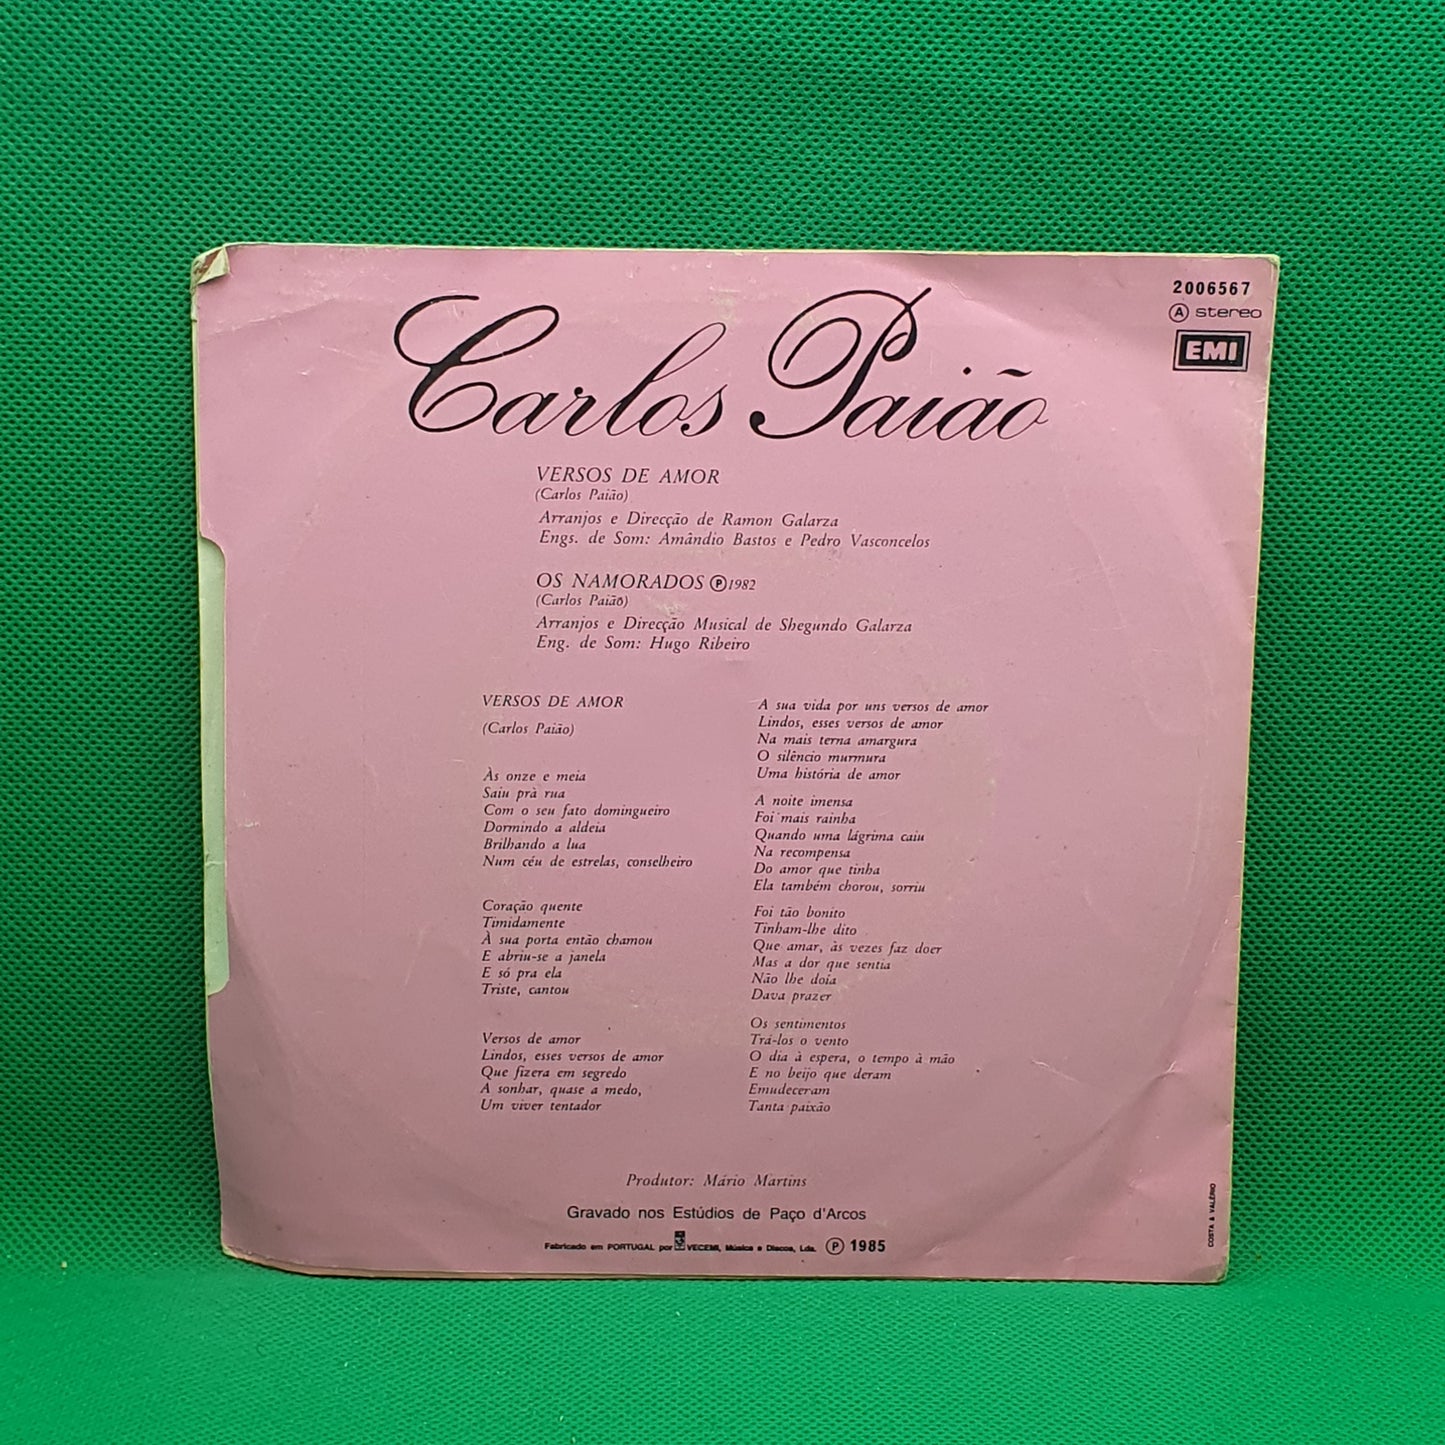 2006567
A stereo
EMI
Carlos Paião
VERSOS DE AMOR
(Carlos Paião)
Arranjos e Direcção de Ramon Galarza
Engs. de Som: Amândio Bastos e Pedro Vasconcelos
OS NAMORADOS Ⓟ 1982
(Carlos Paião)
Arranjos e Direcção Musical de Shegundo Galarza
Eng. de Som: Hugo Ribeiro
VERSOS DE AMOR
(Carlos Paião)
Às onze e meia
Saiu prà rua
Com o seu fato domingueiro
Dormindo a aldeia
Brilhando a lua
Num céu de estrelas, conselheiro
Coração quente
Timidamente
À sua porta então chamou
E abriu-se a janela
E só pra ela
Triste, cantou
Versos de amor
Lindos, esses versos de amor
Que fizera em segredo
A sonhar, quase a medo,
Um viver tentador
A sua vida por uns versos de amor
Lindos, esses versos de amor
Na mais terna amargura
O silêncio murmura
Uma história de amor
A noite imensa
Foi mais rainha
Quando uma lágrima caiu
Na recompensa
Do amor que tinha
Ela também chorou, sorriu
Foi tão bonito
Tinham-lhe dito
Que amar, às vezes faz doer
Mas a dor que sentia
Não lhe doia
Dava prazer
Os sentimentos
Trá-los o vento
O dia à espera, o tempo à mão
E no beijo que deram
Emudeceram
Tanta paixão
Produtor: Mário Martins
Gravado nos Estúdios de Paço d'Arcos
Fabricado em PORTUGAL por VECEMI, Música e Discos, Lda. Ⓟ 1985
COSTA & VALÉRIO